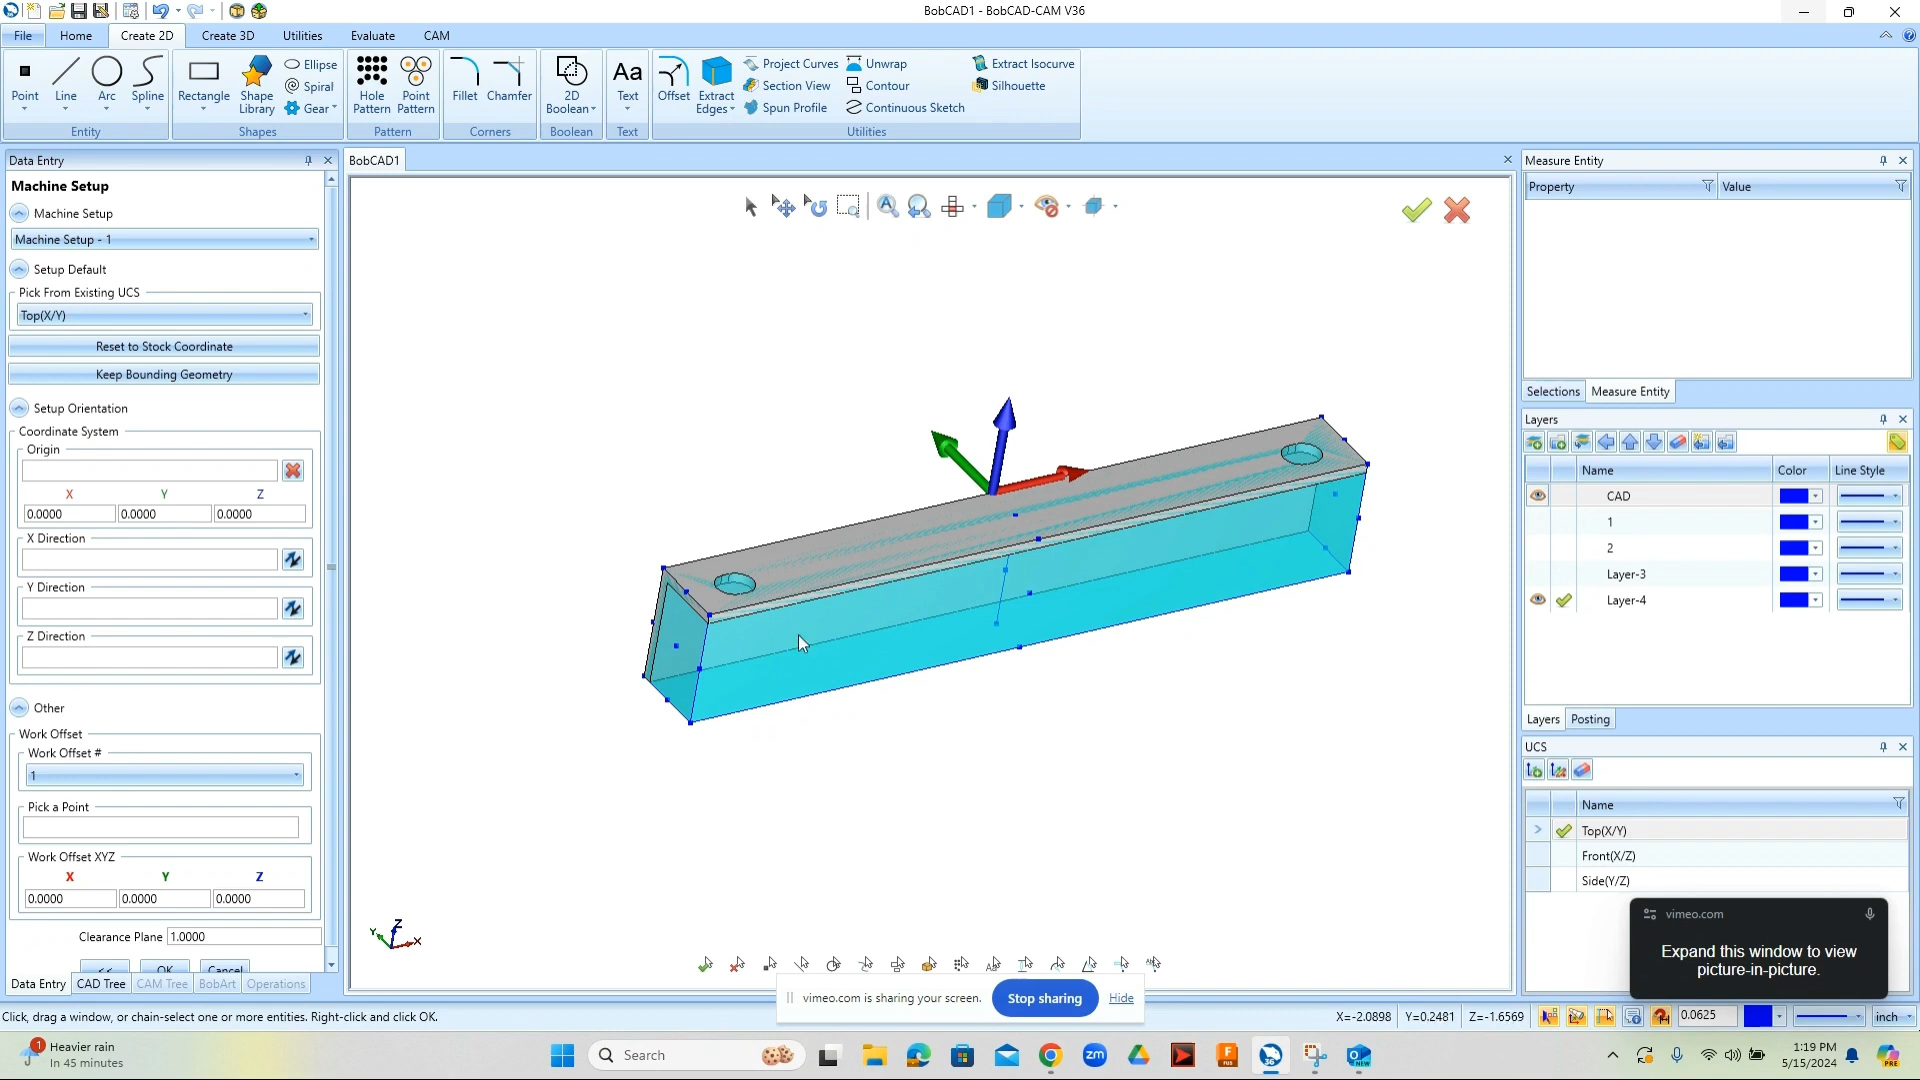 BobCAD1 - BobCAD-CAM V36
File Home Create 2D Create 3D Utilities Evaluate CAM
Point Line Arc Spline
Entity
Rectangle Shape Library Ellipse Spiral Gear
Shapes
Hole Pattern Point Pattern
Pattern
Fillet Chamfer
Corners
2D Boolean
Boolean
Aa Text
Text
Offset Extract Edges Project Curves Section View Spun Profile Unwrap Contour Continuous Sketch Extract Isocurve Silhouette
Utilities
Data Entry
Machine Setup
Machine Setup
Machine Setup - 1
Setup Default
Pick From Existing UCS
Top(X/Y)
Reset to Stock Coordinate
Keep Bounding Geometry
Setup Orientation
Coordinate System
Origin
X Y Z
0.0000 0.0000 0.0000
X Direction
Y Direction
Z Direction
Other
Work Offset
Work Offset #
1
Pick a Point
Work Offset XYZ
X Y Z
0.0000 0.0000 0.0000
Clearance Plane 1.0000
<< OK Cancel
Data Entry CAD Tree CAM Tree BobArt Operations
BobCAD1
Z
Y X
Measure Entity
Property Value
Selections Measure Entity
Layers
Name Color Line Style
CAD
1
2
Layer-3
Layer-4
Layers Posting
UCS
Name
Top(X/Y)
Front(X/Z)
Side(Y/Z)
vimeo.com
Expand this window to view
picture-in-picture.
vimeo.com is sharing your screen. Stop sharing Hide
Click, drag a window, or chain-select one or more entities. Right-click and click OK.
X=-2.0898 Y=0.2481 Z=-1.6569 0.0625 inch
1 Heavier rain
In 45 minutes
Search
zm
1:19 PM
5/15/2024